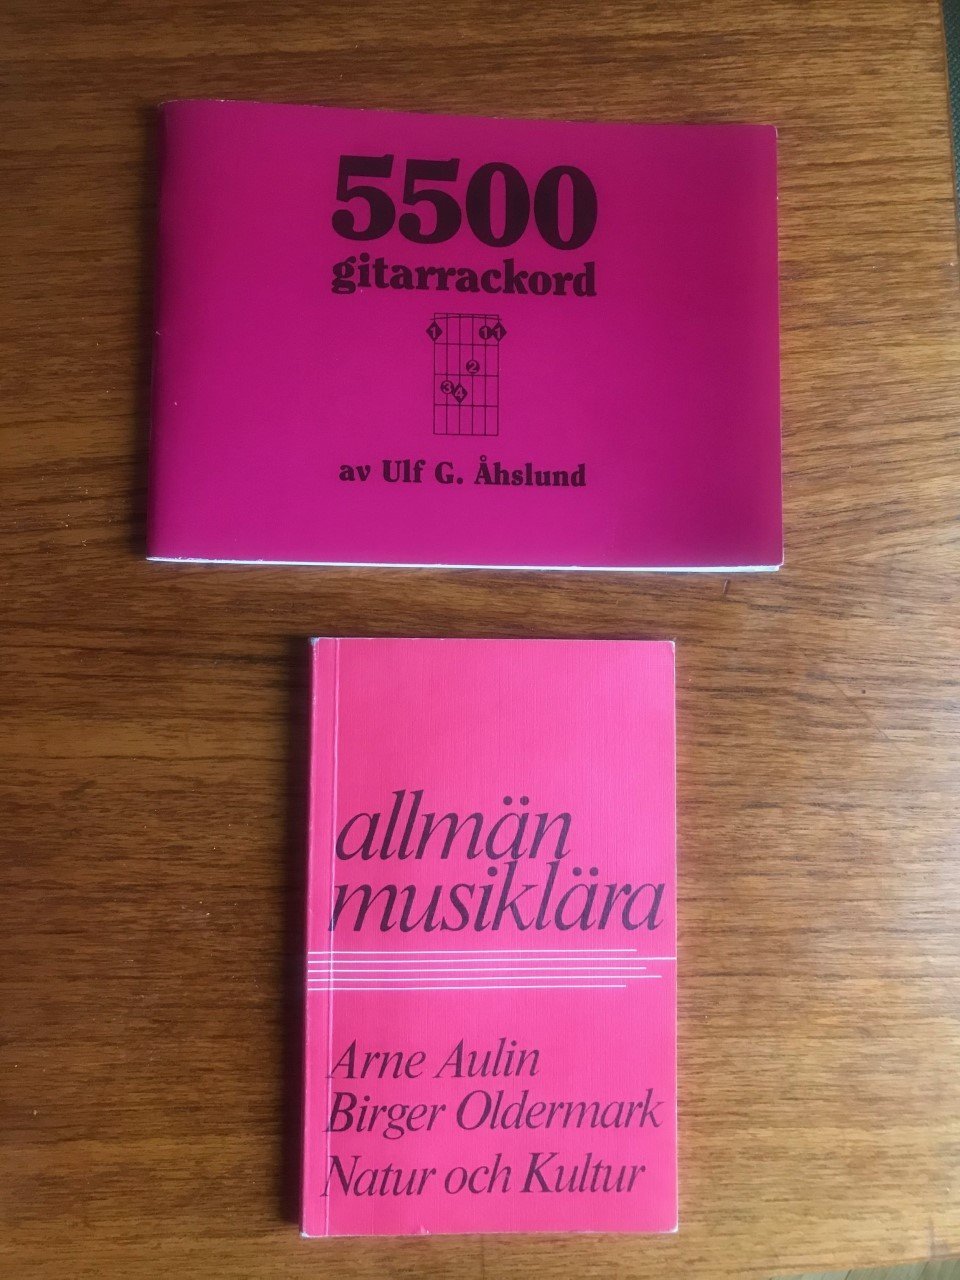 5500
gitarrackord
1 1 1
2
3 4
av Ulf G. Åhslund
allmän
musiklära
Arne Aulin
Birger Oldermark
Natur och Kultur